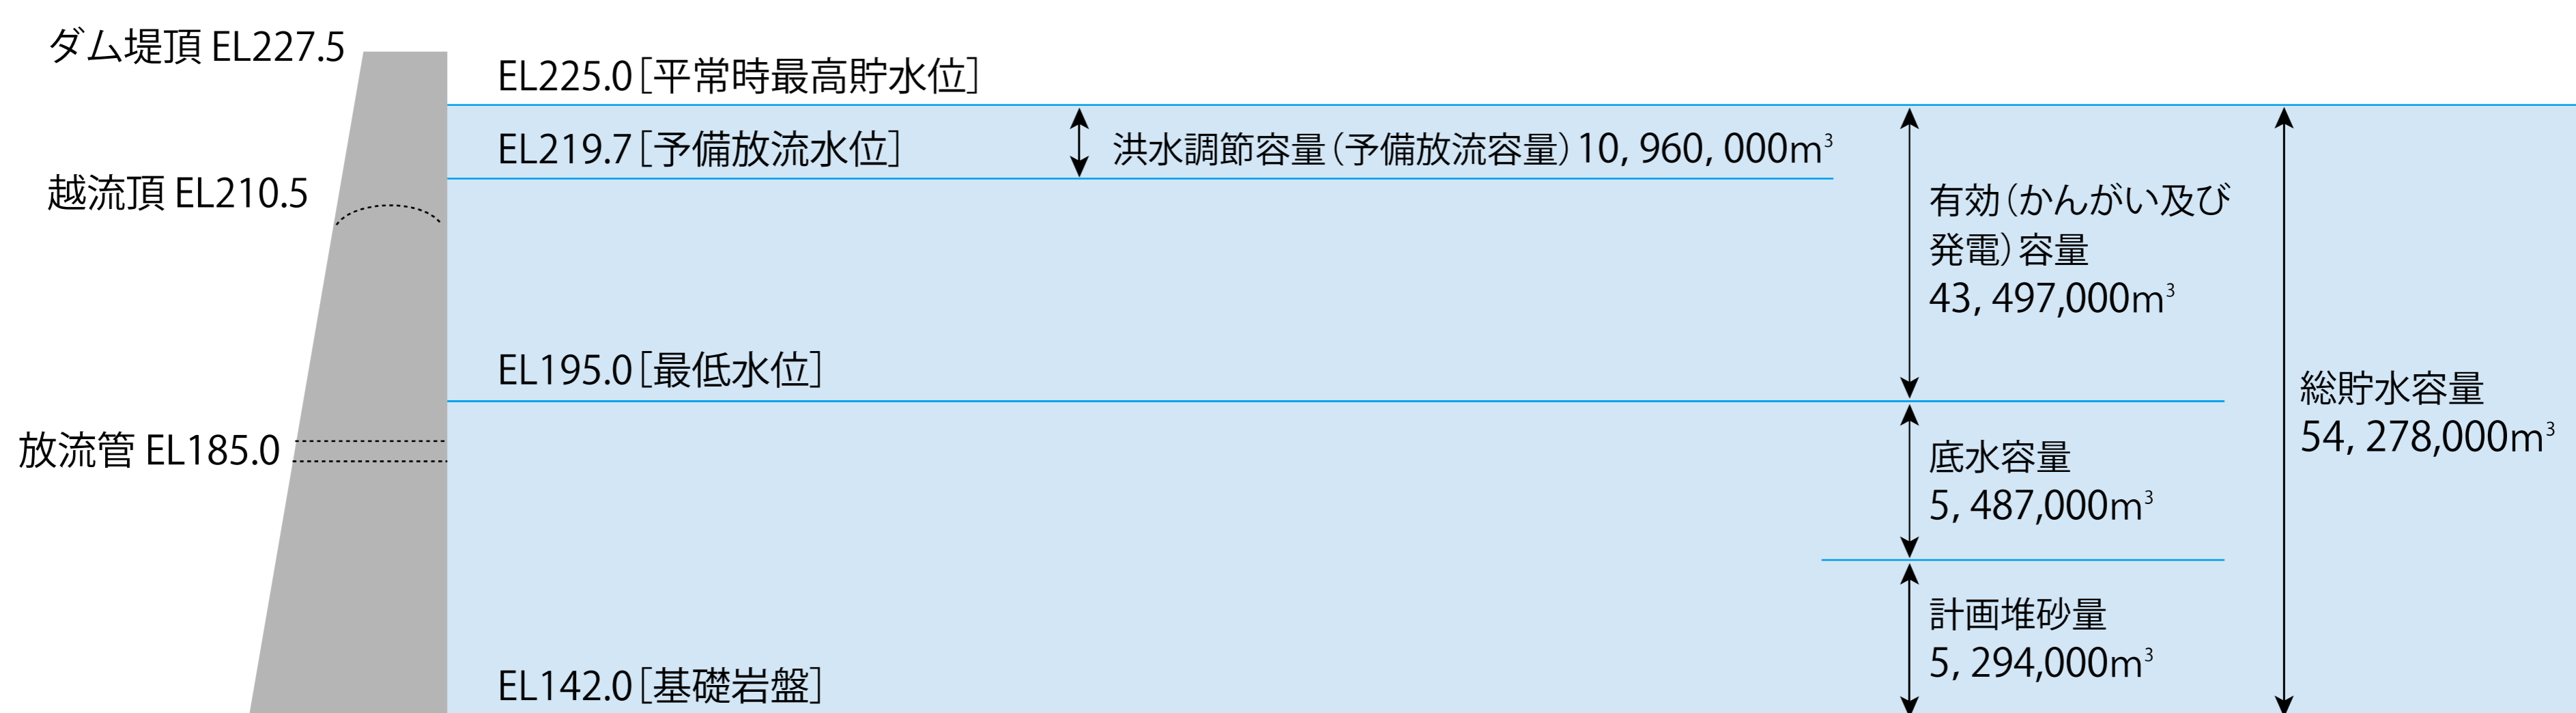 ダム堤頂 EL227.5
EL225.0［平常時最高貯水位］
EL219.7［予備放流水位］
洪水調節容量（予備放流容量）10, 960, 000m³
越流頂 EL210.5
有効（かんがい及び
発電）容量
43, 497,000m³
EL195.0［最低水位］
総貯水容量
54, 278,000m³
放流管 EL185.0
底水容量
5, 487,000m³
計画堆砂量
5, 294,000m³
EL142.0［基礎岩盤］